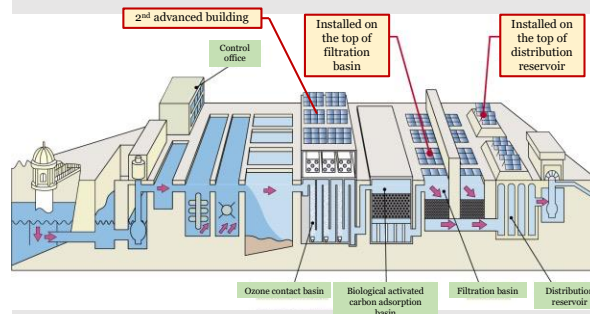 2nd advanced building
Installed on
the top of
filtration
basin
Installed on
the top of
distribution
reservoir
Control
office
Ozone contact basin
Biological activated
carbon adsorption
basin
Filtration basin
Distribution
reservoir